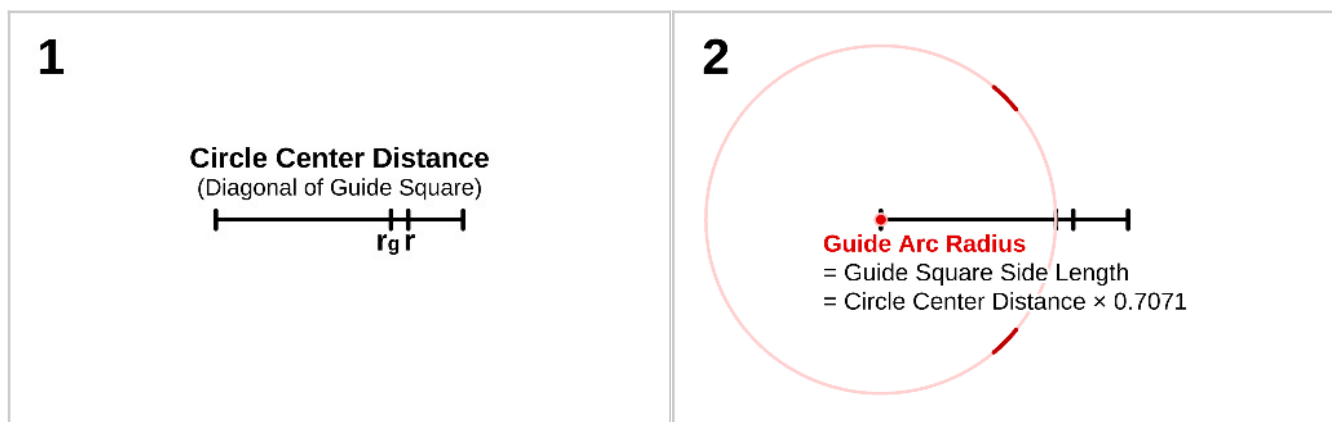 1
Circle Center Distance
(Diagonal of Guide Square)
rg r
2
Guide Arc Radius
= Guide Square Side Length
= Circle Center Distance × 0.7071